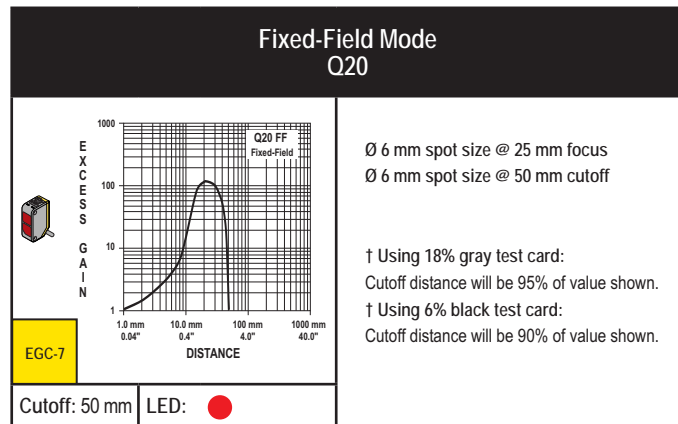 Fixed-Field Mode
Q20
EXCESS GAIN
1000
100
10
1
Q20 FF
Fixed-Field
1.0 mm 10.0 mm 100 mm 1000 mm
0.04" 0.4" 4.0" 40.0"
DISTANCE
EGC-7
Cutoff: 50 mm LED:
Ø 6 mm spot size @ 25 mm focus
Ø 6 mm spot size @ 50 mm cutoff
† Using 18% gray test card:
Cutoff distance will be 95% of value shown.
† Using 6% black test card:
Cutoff distance will be 90% of value shown.